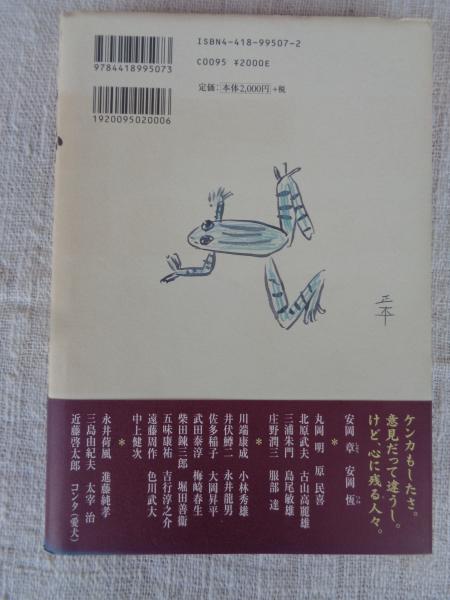 ISBN4-418-99507-2
C0095 ¥2000E
定価:本体2,000円+税
9784418995073
1920095020006
ケンカもしたさ。
意見だって違うし。
けど、心に残る人々。
安岡 章 安岡 恆
*
丸岡 明 原 民喜
北原武夫 古山高麗雄
三浦朱門 島尾敏雄
庄野潤三 服部 達
*
川端康成 小林秀雄
井伏鱒二 永井龍男
佐多稲子 大岡昇平
武田泰淳 梅崎春生
柴田錬三郎 堀田善衞
五味康祐 吉行淳之介
遠藤周作 色川武大
中上健次
*
永井荷風 進藤純孝
三島由紀夫 太宰 治
近藤啓太郎 コンタ(愛犬)